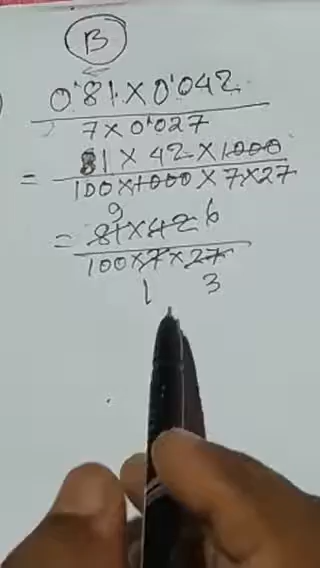 B
0.81 × 0.042
7 × 0.027
= 81 × 42 × 1000
100 × 1000 × 7 × 27
9 6
= 81 × 42
100 × 7 × 27
1 3